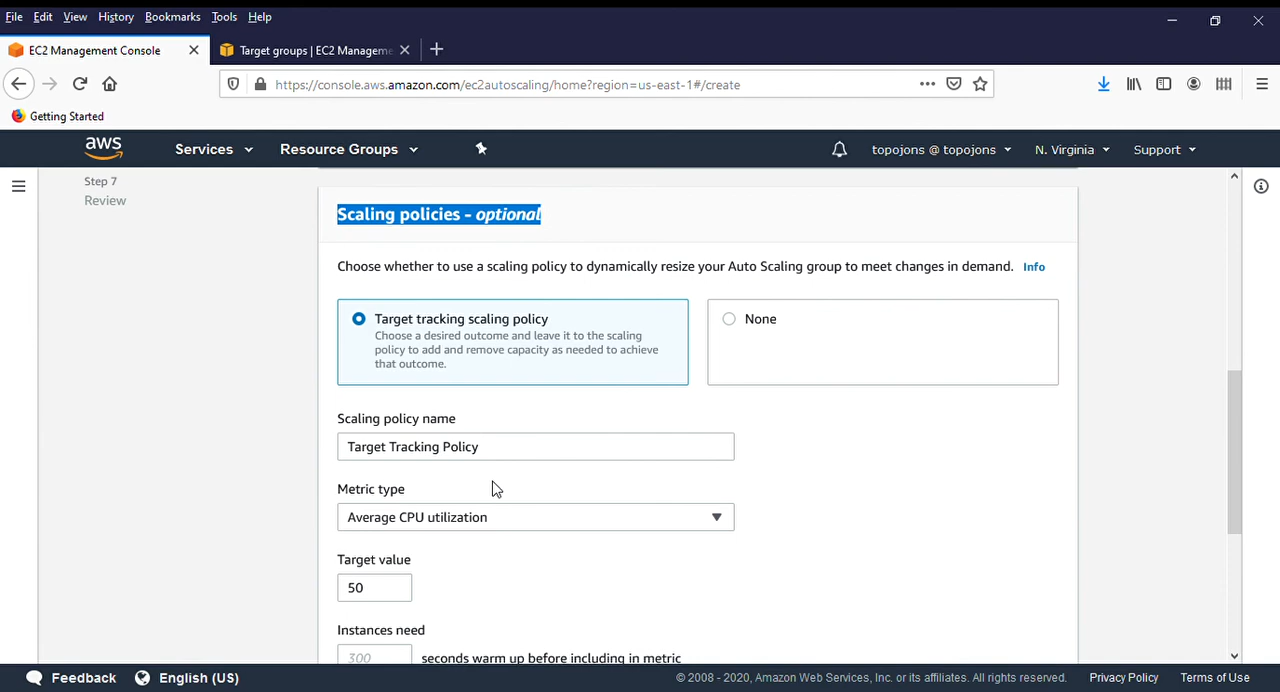 File Edit View History Bookmarks Tools Help
EC2 Management Console
Target groups | EC2 Manageme
https://console.aws.amazon.com/ec2autoscaling/home?region=us-east-1#/create
Getting Started
aws Services Resource Groups topojons @ topojons N. Virginia Support
Step 7
Review
Scaling policies - optional
Choose whether to use a scaling policy to dynamically resize your Auto Scaling group to meet changes in demand. Info
Target tracking scaling policy
Choose a desired outcome and leave it to the scaling
policy to add and remove capacity as needed to achieve
that outcome.
None
Scaling policy name
Target Tracking Policy
Metric type
Average CPU utilization
Target value
50
Instances need
300 seconds warm up before including in metric
Feedback English (US) © 2008 - 2020, Amazon Web Services, Inc. or its affiliates. All rights reserved. Privacy Policy Terms of Use